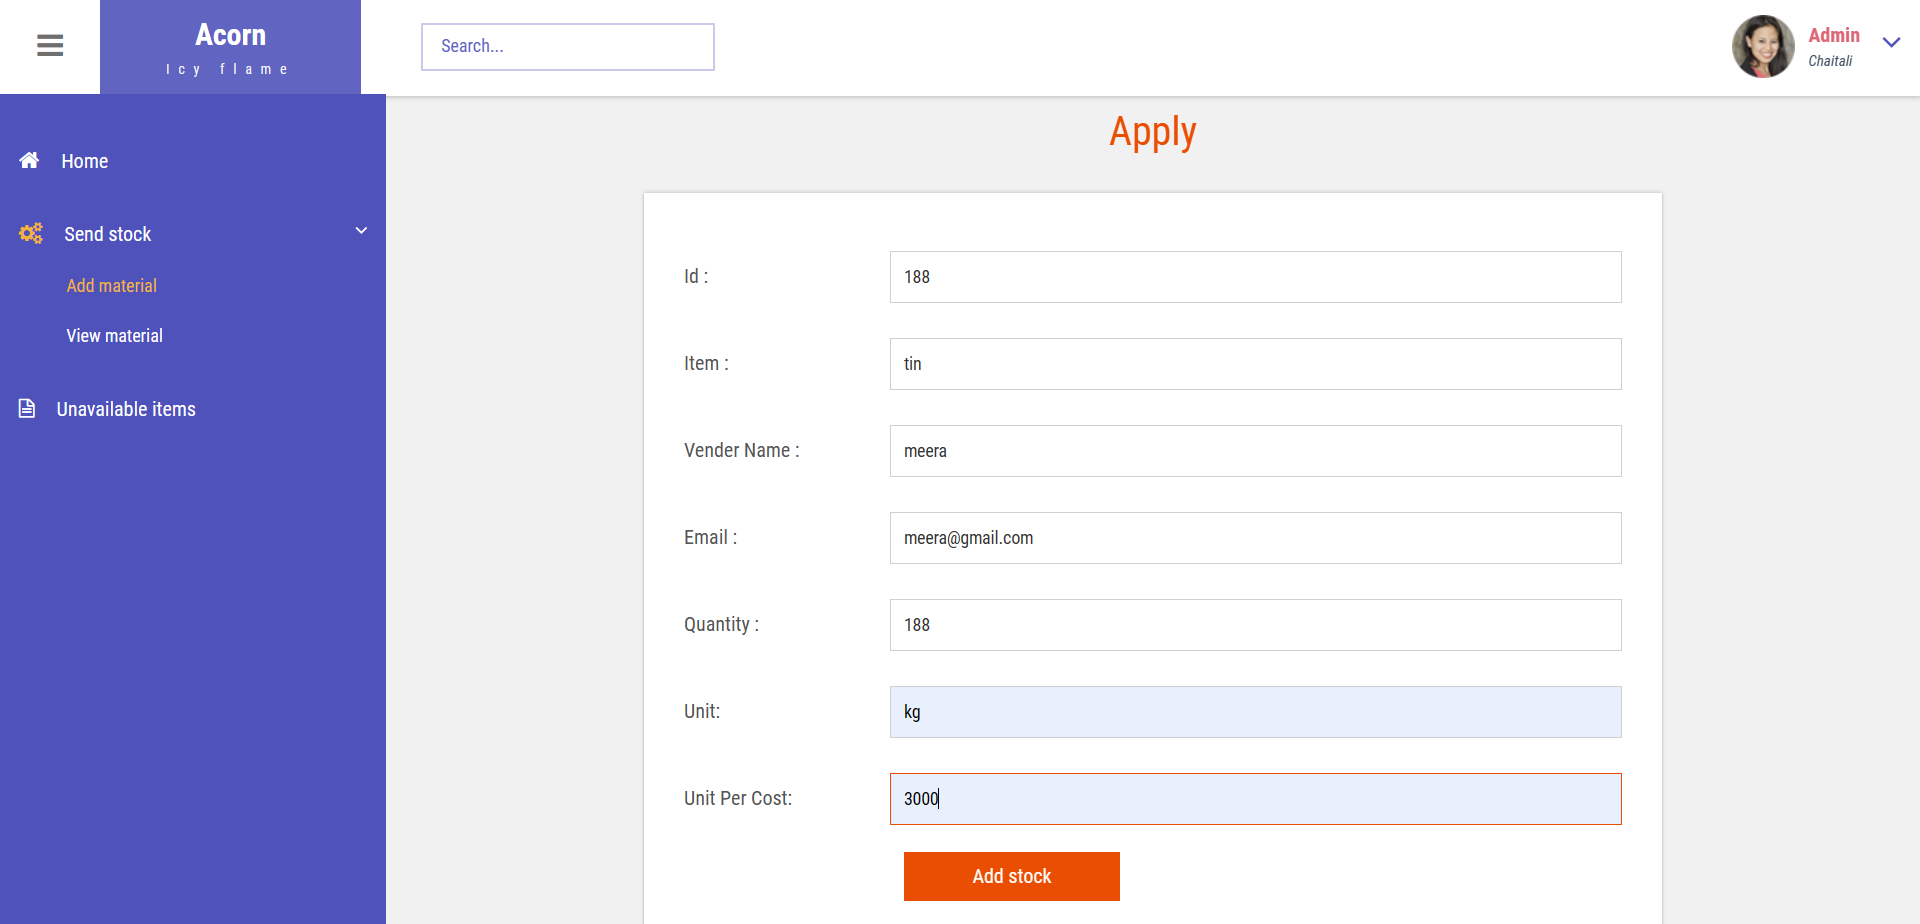 Acorn
Icy flame
Search...
Admin
Chaitali
Home
Send stock
Add material
View material
Unavailable items
Apply
Id : 188
Item : tin
Vender Name : meera
Email : meera@gmail.com
Quantity : 188
Unit: kg
Unit Per Cost: 3000
Add stock